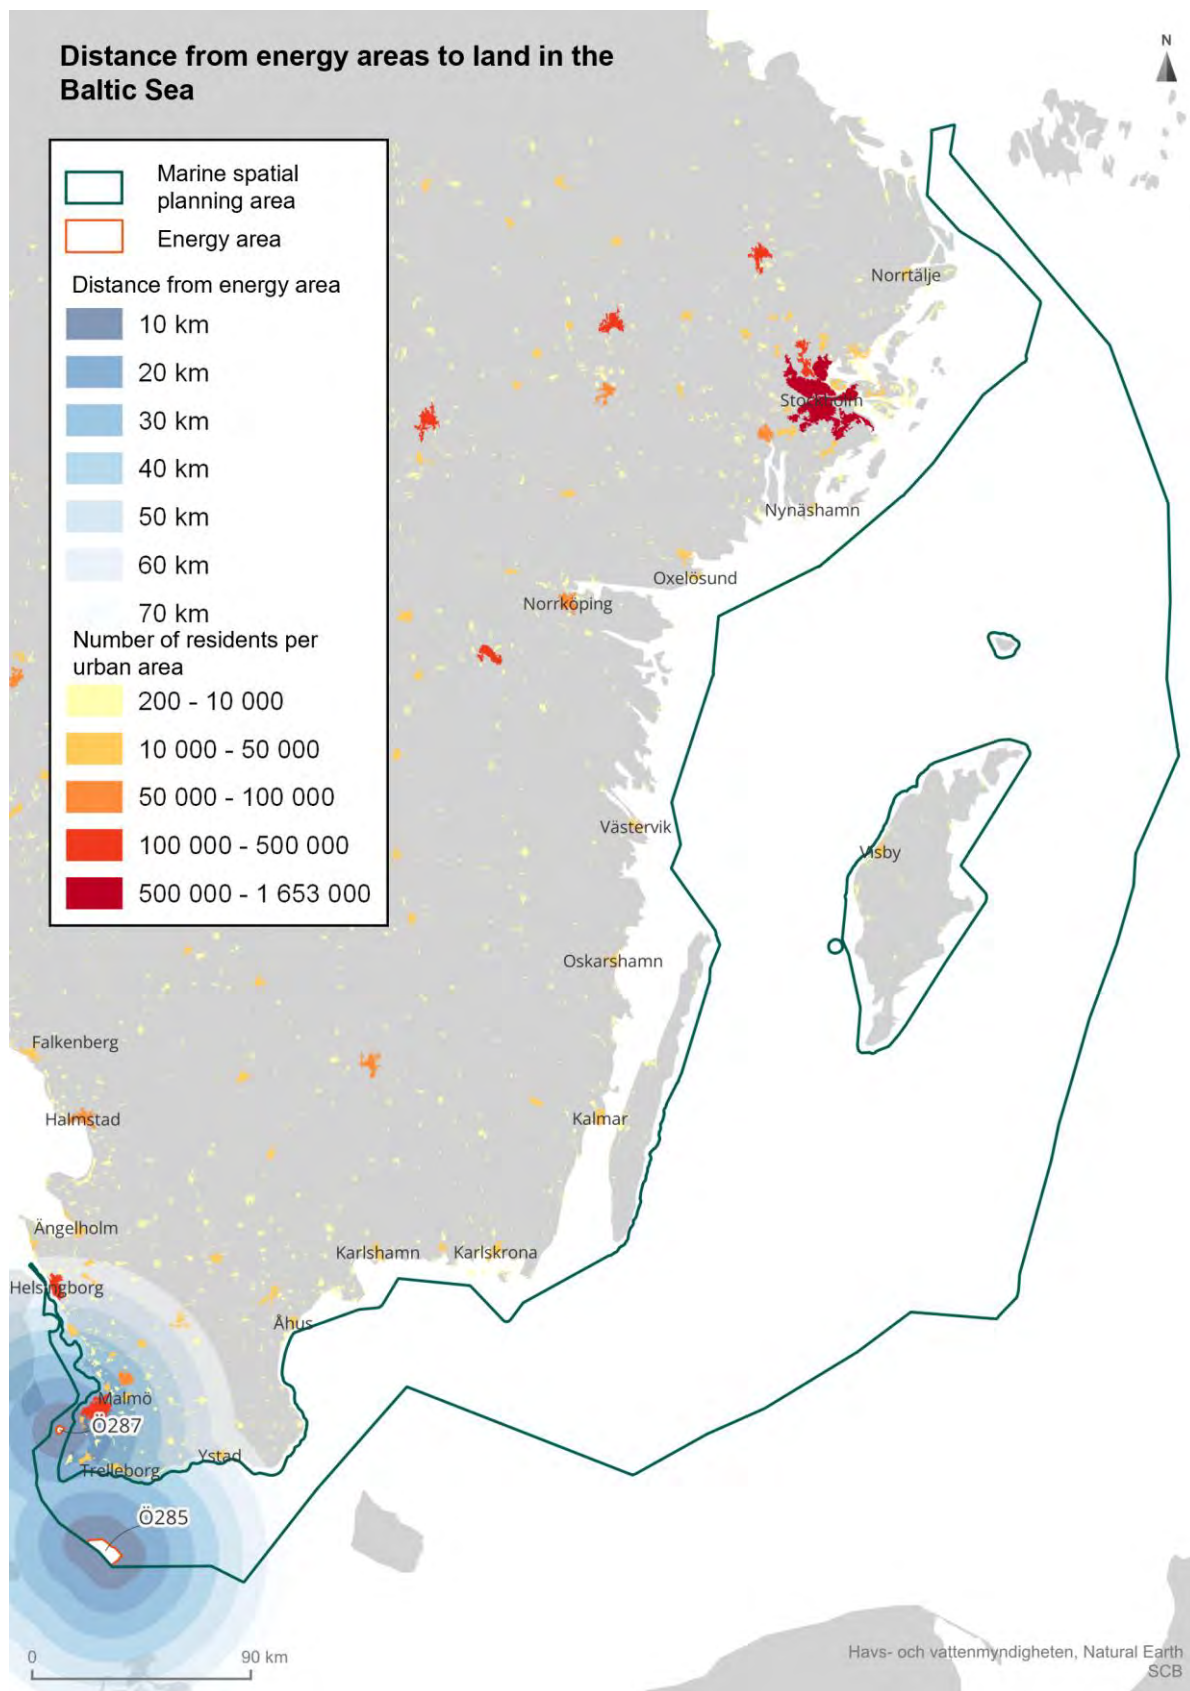 Distance from energy areas to land in the
Baltic Sea
N
Marine spatial
planning area
Energy area
Distance from energy area
10 km
20 km
30 km
40 km
50 km
60 km
70 km
Number of residents per
urban area
200 - 10 000
10 000 - 50 000
50 000 - 100 000
100 000 - 500 000
500 000 - 1 653 000
Norrtälje
Stockholm
Nynäshamn
Oxelösund
Norrköping
Västervik
Visby
Oskarshamn
Falkenberg
Halmstad
Kalmar
Ängelholm
Karlshamn
Karlskrona
Helsingborg
Åhus
Malmö
Ö287
Ystad
Trelleborg
Ö285
0
90 km
Havs- och vattenmyndigheten, Natural Earth
SCB